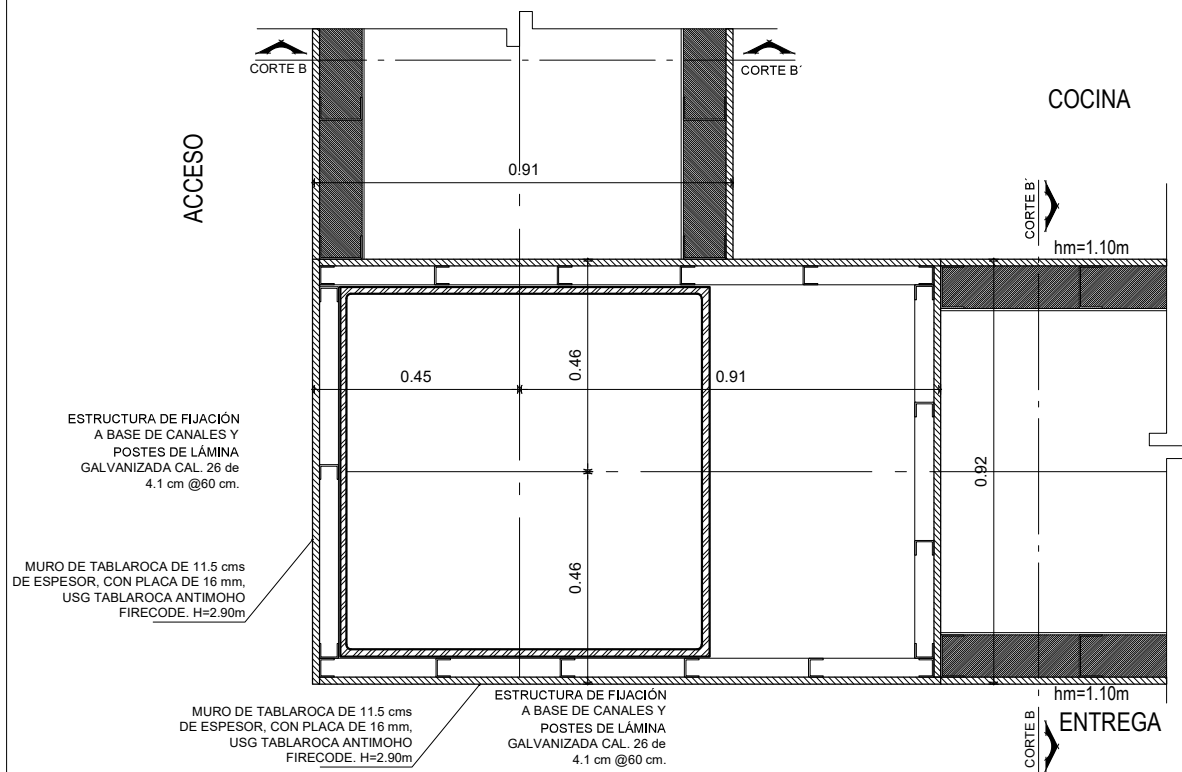 CORTE B
CORTE B´
COCINA
ACCESO
0.91
CORTE B´
hm=1.10m
0.46
0.45
0.91
ESTRUCTURA DE FIJACIÓN
A BASE DE CANALES Y
POSTES DE LÁMINA
GALVANIZADA CAL. 26 de
4.1 cm @60 cm.
0.92
MURO DE TABLAROCA DE 11.5 cms
DE ESPESOR, CON PLACA DE 16 mm,
USG TABLAROCA ANTIMOHO
FIRECODE. H=2.90m
0.46
MURO DE TABLAROCA DE 11.5 cms
DE ESPESOR, CON PLACA DE 16 mm,
USG TABLAROCA ANTIMOHO
FIRECODE. H=2.90m
ESTRUCTURA DE FIJACIÓN
A BASE DE CANALES Y
POSTES DE LÁMINA
GALVANIZADA CAL. 26 de
4.1 cm @60 cm.
hm=1.10m
ENTREGA
CORTE B